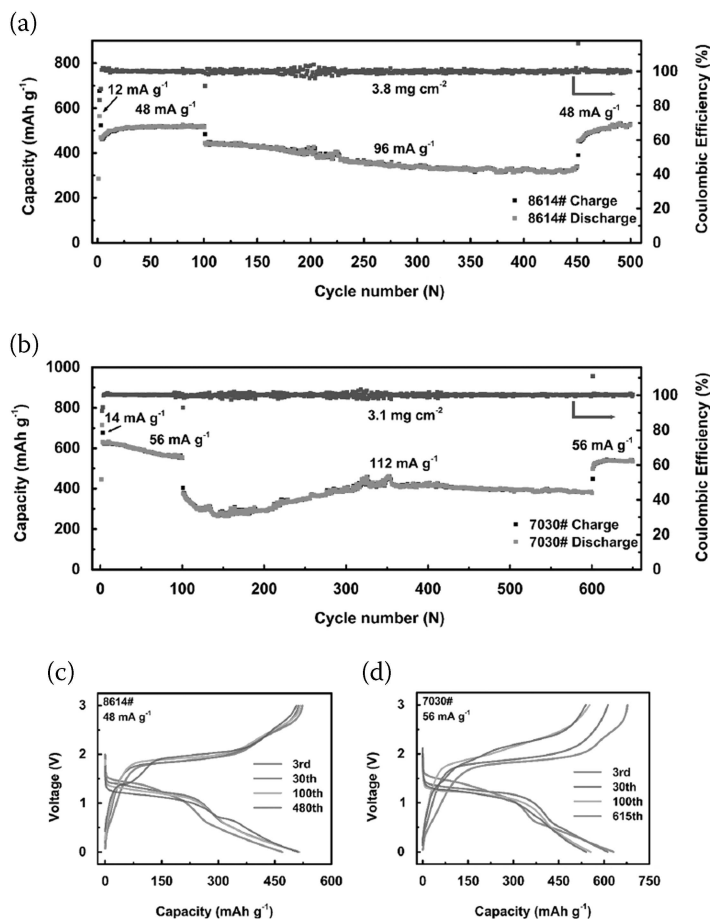 (a)
800
600
400
200
0
Capacity (mAh g-1)
12 mA g-1
48 mA g-1
3.8 mg cm-2
96 mA g-1
48 mA g-1
8614# Charge
8614# Discharge
120
100
80
60
40
20
0
Coulombic Efficiency (%)
0 50 100 150 200 250 300 350 400 450 500
Cycle number (N)
(b)
1000
800
600
400
200
0
Capacity (mAh g-1)
14 mA g-1
56 mA g-1
3.1 mg cm-2
112 mA g-1
56 mA g-1
7030# Charge
7030# Discharge
100
80
60
40
20
0
Coulombic Efficiency (%)
0 100 200 300 400 500 600
Cycle number (N)
(c)
8614#
48 mA g-1
3
2
1
0
Voltage (V)
3rd
30th
100th
480th
0 150 300 450 600
Capacity (mAh g-1)
(d)
7030#
56 mA g-1
3
2
1
0
Voltage (V)
3rd
30th
100th
615th
0 150 300 450 600 750
Capacity (mAh g-1)